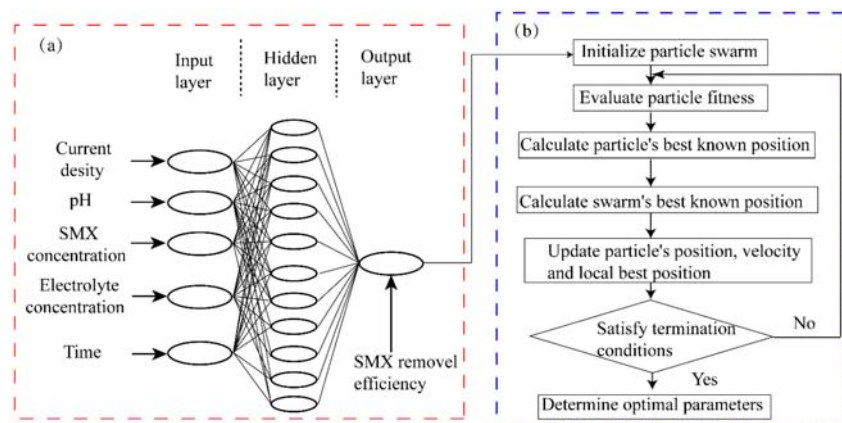 (a)
Input
layer
Hidden
layer
Output
layer
Current
desity
pH
SMX
concentration
Electrolyte
concentration
Time
SMX removel
efficiency
(b)
Initialize particle swarm
Evaluate particle fitness
Calculate particle's best known position
Calculate swarm's best known position
Update particle's position, velocity
and local best position
Satisfy termination
conditions
No
Yes
Determine optimal parameters